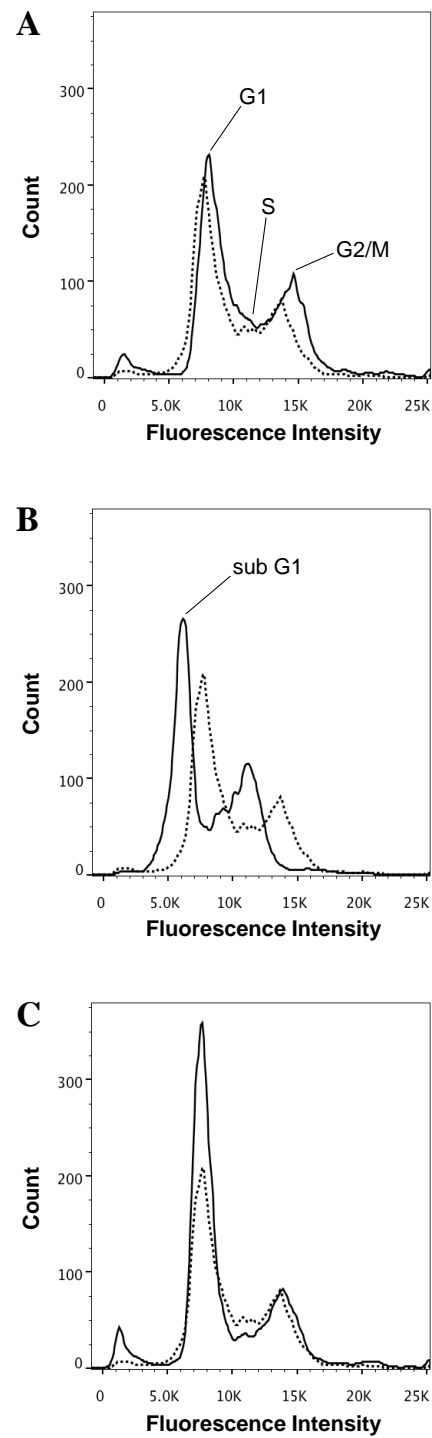 A
G1
S
G2/M
300
200
100
0
Count
0 5.0K 10K 15K 20K 25K
Fluorescence Intensity
B
sub G1
300
200
100
0
Count
0 5.0K 10K 15K 20K 25K
Fluorescence Intensity
C
300
200
100
0
Count
0 5.0K 10K 15K 20K 25K
Fluorescence Intensity